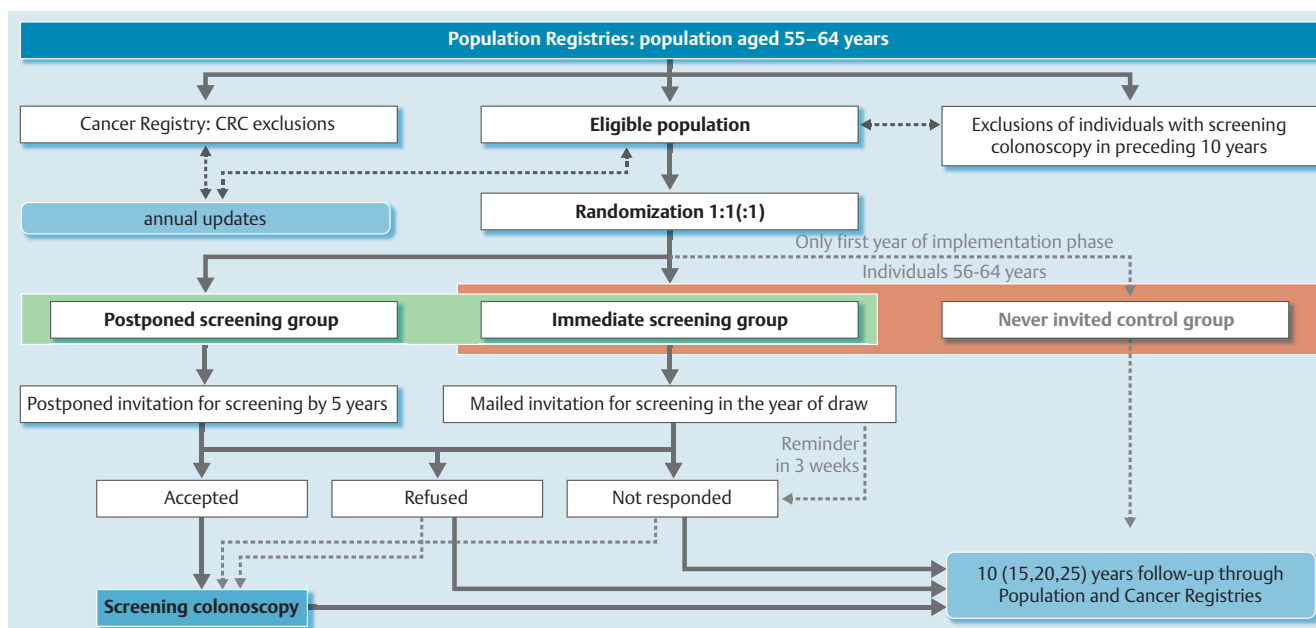 Population Registries: population aged 55–64 years
Cancer Registry: CRC exclusions
Eligible population
Exclusions of individuals with screening
colonoscopy in preceding 10 years
annual updates
Randomization 1:1(:1)
Only first year of implementation phase
Individuals 56-64 years
Postponed screening group
Immediate screening group
Never invited control group
Postponed invitation for screening by 5 years
Mailed invitation for screening in the year of draw
Reminder
in 3 weeks
Accepted
Refused
Not responded
10 (15,20,25) years follow-up through
Population and Cancer Registries
Screening colonoscopy